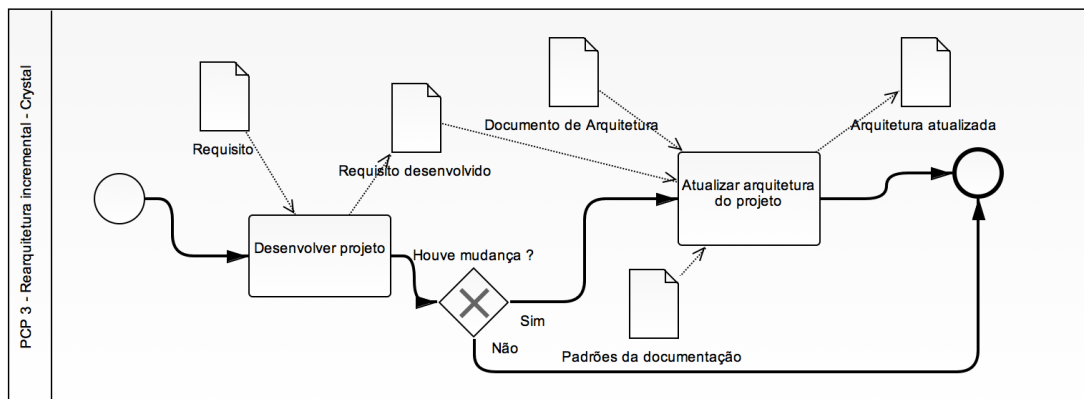 PCP 3 - Rearquitetura incremental - Crystal
Requisito
Requisito desenvolvido
Documento de Arquitetura
Arquitetura atualizada
Desenvolver projeto
Houve mudança ?
Atualizar arquitetura
do projeto
Sim
Não
Padrões da documentação